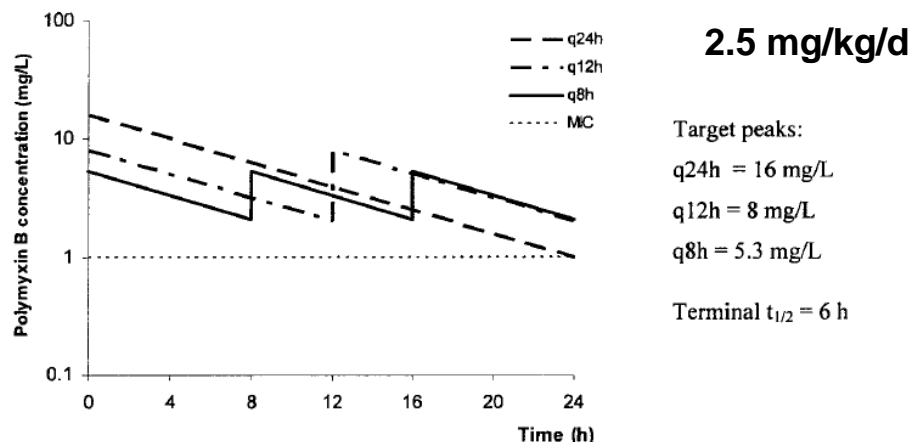 2.5 mg/kg/d
100
10
1
0.1
Polymyxin B concentration (mg/L)
0 4 8 12 16 20 24
Time (h)
q24h
q12h
q8h
MIC
Target peaks:
q24h = 16 mg/L
q12h = 8 mg/L
q8h = 5.3 mg/L
Terminal t1/2 = 6 h